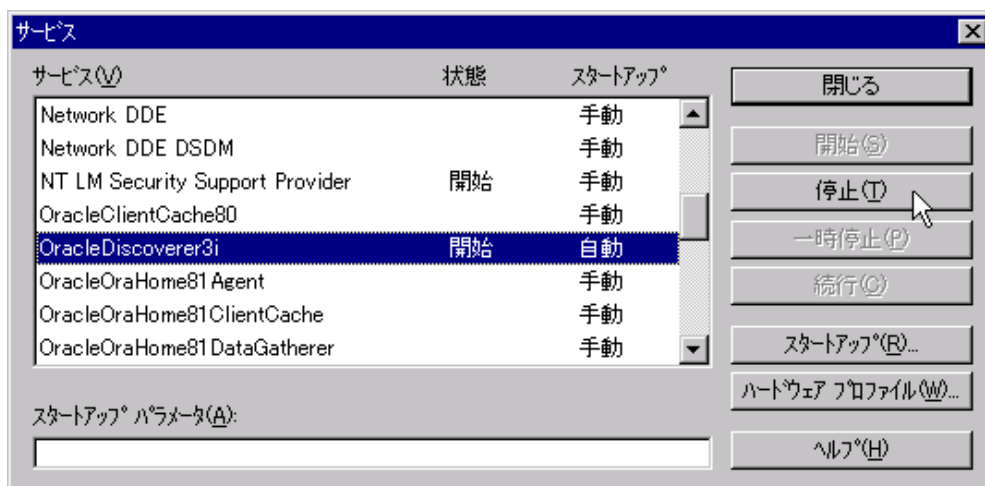 サービス
サービス(V) 状態 スタートアップ
Network DDE 手動
Network DDE DSDM 手動
NT LM Security Support Provider 開始 手動
OracleClientCache80 手動
OracleDiscoverer3i 開始 自動
OracleOraHome81Agent 手動
OracleOraHome81ClientCache 手動
OracleOraHome81DataGatherer 手動
スタートアップ パラメータ(A):
閉じる
開始(S)
停止(T)
一時停止(P)
続行(C)
スタートアップ(R)...
ハードウェア プロファイル(W)...
ヘルプ(H)